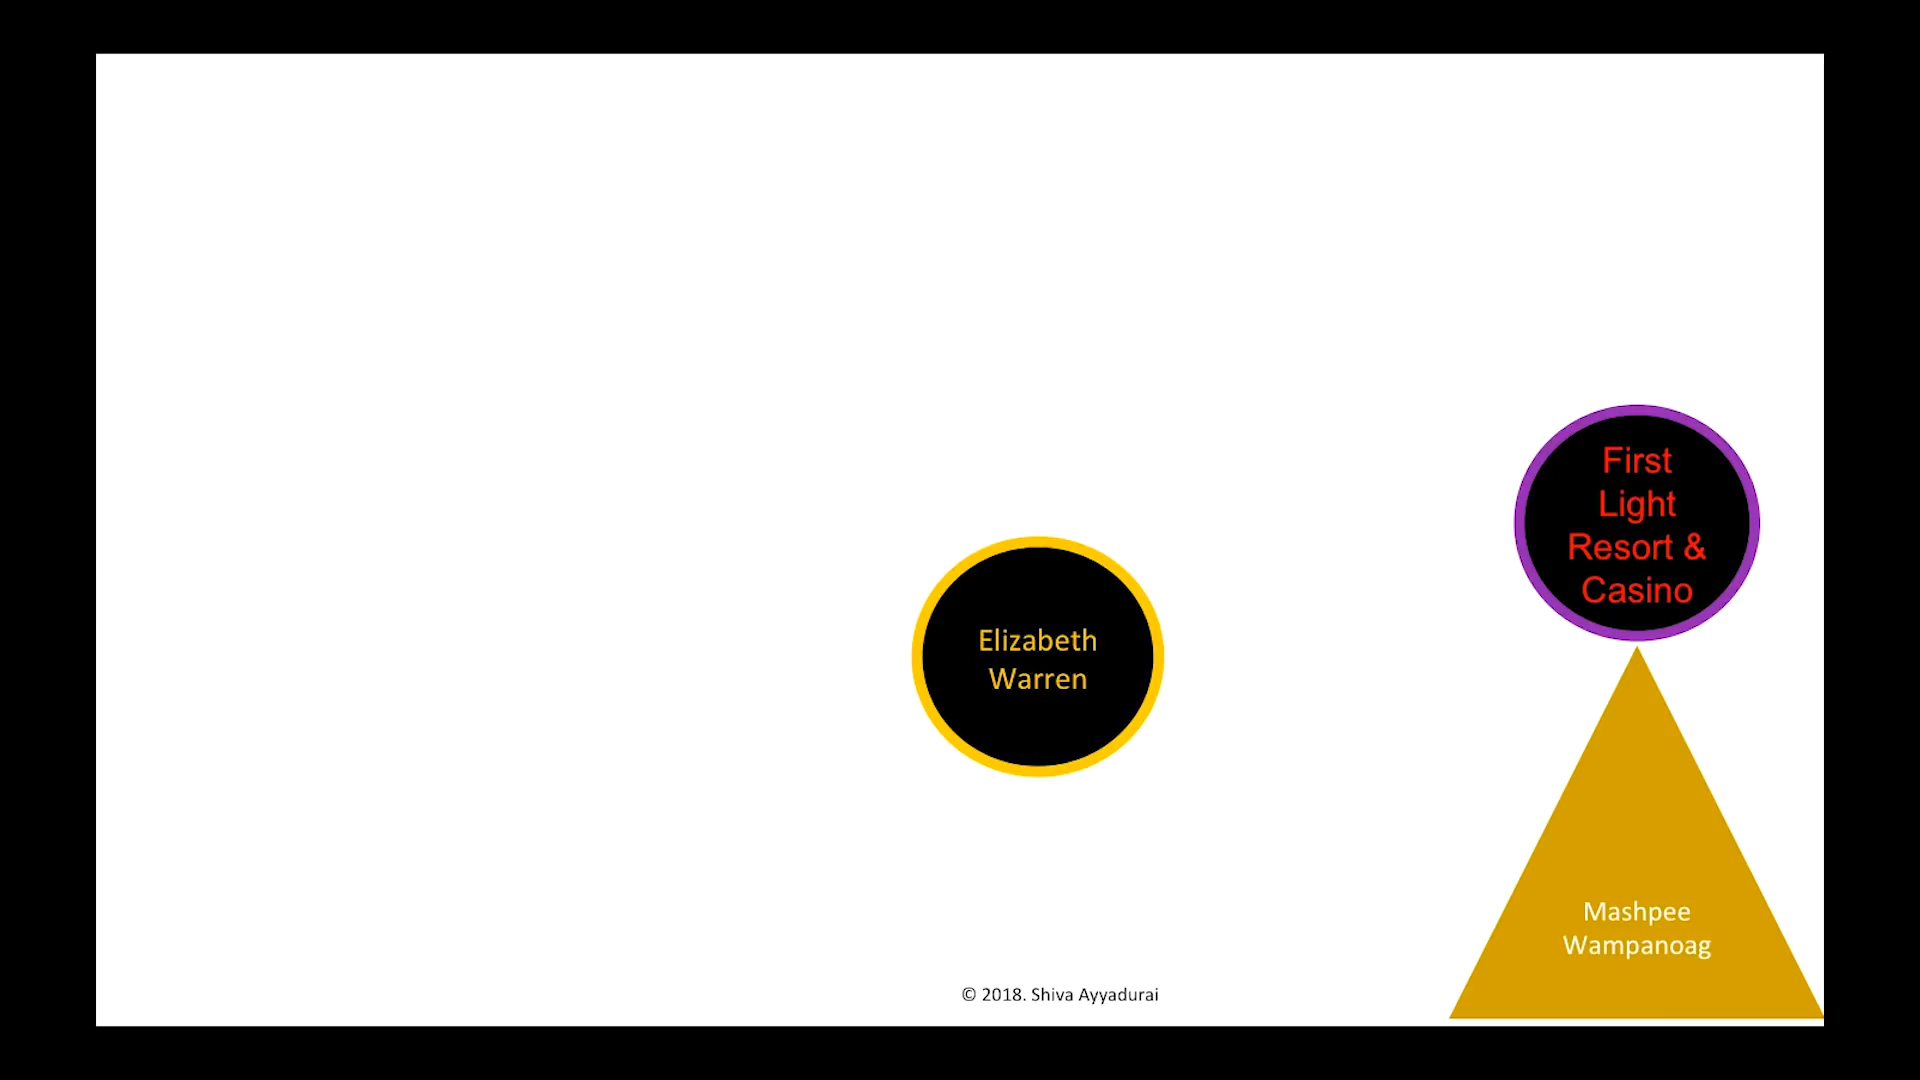 First
Light
Resort &
Casino
Elizabeth
Warren
Mashpee
Wampanoag
© 2018. Shiva Ayyadurai